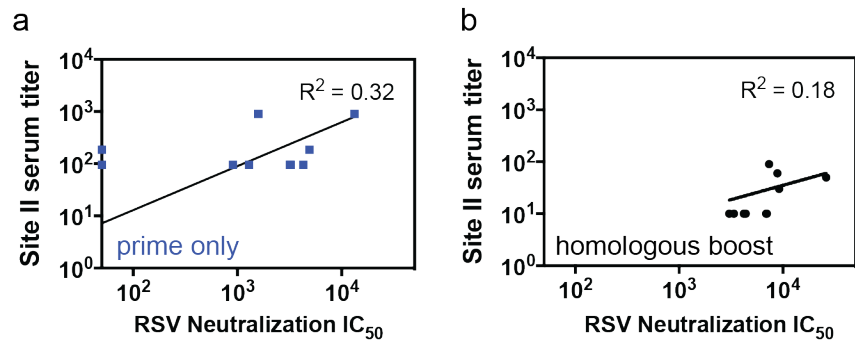 a
10⁴
10³
10²
10¹
10⁰
Site II serum titer
R² = 0.32
prime only
10² 10³ 10⁴
RSV Neutralization IC₅₀
b
10⁴
10³
10²
10¹
10⁰
Site II serum titer
R² = 0.18
homologous boost
10² 10³ 10⁴
RSV Neutralization IC₅₀